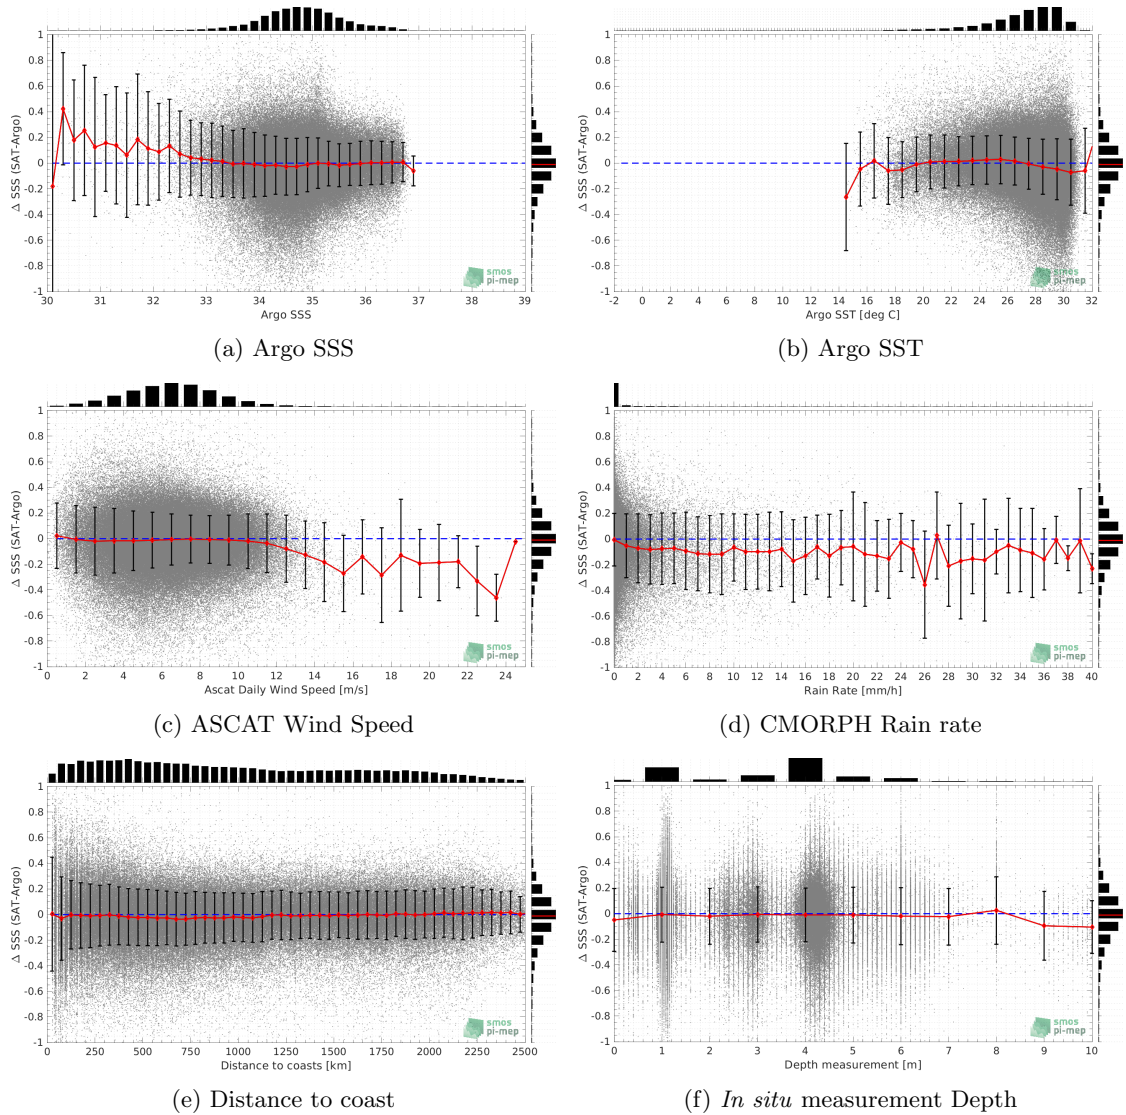 1
0.8
0.6
0.4
0.2
0
-0.2
-0.4
-0.6
-0.8
-1
Δ SSS (SAT-Argo)
30 31 32 33 34 35 36 37 38 39
Argo SSS
smos
pi-mep
(a) Argo SSS
1
0.8
0.6
0.4
0.2
0
-0.2
-0.4
-0.6
-0.8
-1
Δ SSS (SAT-Argo)
-2 0 2 4 6 8 10 12 14 16 18 20 22 24 26 28 30 32
Argo SST [deg C]
smos
pi-mep
(b) Argo SST
1
0.8
0.6
0.4
0.2
0
-0.2
-0.4
-0.6
-0.8
-1
Δ SSS (SAT-Argo)
0 2 4 6 8 10 12 14 16 18 20 22 24
Ascat Daily Wind Speed [m/s]
smos
pi-mep
(c) ASCAT Wind Speed
1
0.8
0.6
0.4
0.2
0
-0.2
-0.4
-0.6
-0.8
-1
Δ SSS (SAT-Argo)
0 2 4 6 8 10 12 14 16 18 20 22 24 26 28 30 32 34 36 38 40
Rain Rate [mm/h]
smos
pi-mep
(d) CMORPH Rain rate
1
0.8
0.6
0.4
0.2
0
-0.2
-0.4
-0.6
-0.8
-1
Δ SSS (SAT-Argo)
0 250 500 750 1000 1250 1500 1750 2000 2250 2500
Distance to coasts [km]
smos
pi-mep
(e) Distance to coast
1
0.8
0.6
0.4
0.2
0
-0.2
-0.4
-0.6
-0.8
-1
Δ SSS (SAT-Argo)
0 1 2 3 4 5 6 7 8 9 10
Depth measurement [m]
smos
pi-mep
(f) In situ measurement Depth